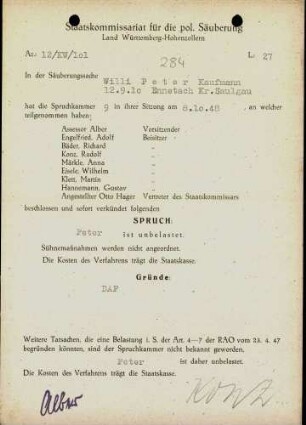 Staatskommissariat für die pol. Säuberung
Land Württemberg-Hohenzollern
Az. 12/KW/101 L: 27
284
In der Säuberungssache
Willi Peter Kaufmann
12.9.10 Ennetach Kr.Saulgau
hat die Spruchkammer 9 in ihrer Sitzung am 8.10.48 an welcher
teilgenommen haben:
Assessor Alber Vorsitzender
Engelfried, Adolf Beisitzer
Bäder, Richard
Konz, Rudolf
Märkle, Anna
Eisele, Wilhelm
Klett, Martin
Hannemann, Gustav
Angestellter Otto Hager Vertreter des Staatskommissars
beschlossen und sofort verkündet folgenden
SPRUCH:
Peter
ist unbelastet.
Sühnemaßnahmen werden nicht angeordnet.
Die Kosten des Verfahrens trägt die Staatskasse.
Gründe:
DAF
Weitere Tatsachen, die eine Belastung i. S. der Art. 4—7 der RAO vom 25. 4. 47
begründen könnten, sind der Spruchkammer nicht bekannt geworden.
Peter ist daher unbelastet.
Die Kosten des Verfahrens trägt die Staatskasse.
Alber Konz